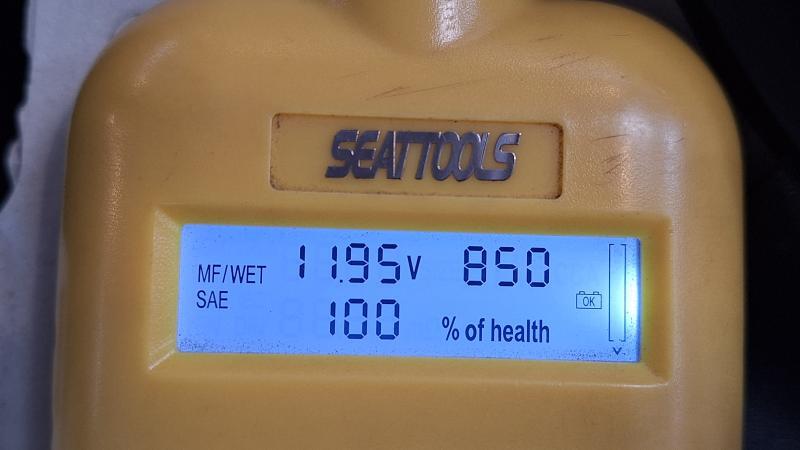 SEATTOOLS
MF/WET 11.95V 850
SAE 100 % of health
OK